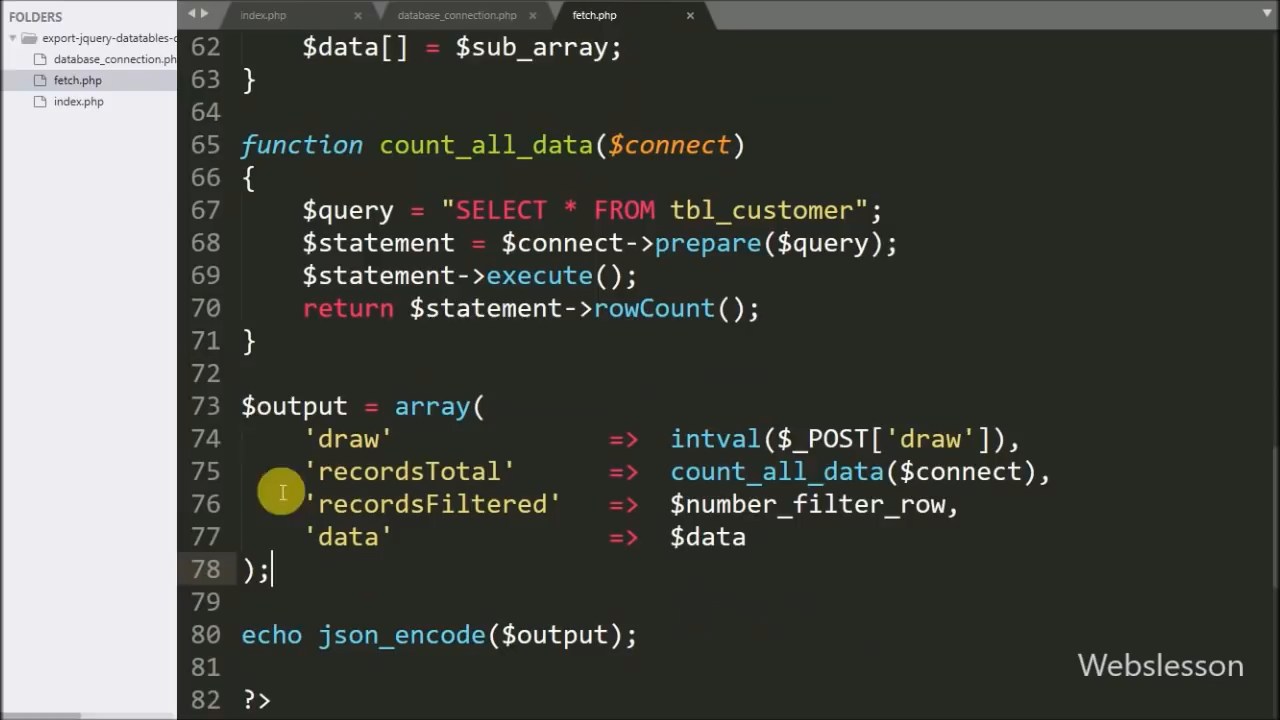 FOLDERS
export-jquery-datatables-c
database_connection.ph
fetch.php
index.php
index.php × database_connection.php × fetch.php ×
62 $data[] = $sub_array;
63 }
64
65 function count_all_data($connect)
66 {
67 $query = "SELECT * FROM tbl_customer";
68 $statement = $connect->prepare($query);
69 $statement->execute();
70 return $statement->rowCount();
71 }
72
73 $output = array(
74 'draw' => intval($_POST['draw']),
75 'recordsTotal' => count_all_data($connect),
76 'recordsFiltered' => $number_filter_row,
77 'data' => $data
78 );
79
80 echo json_encode($output);
81
82 ?>
Webslesson